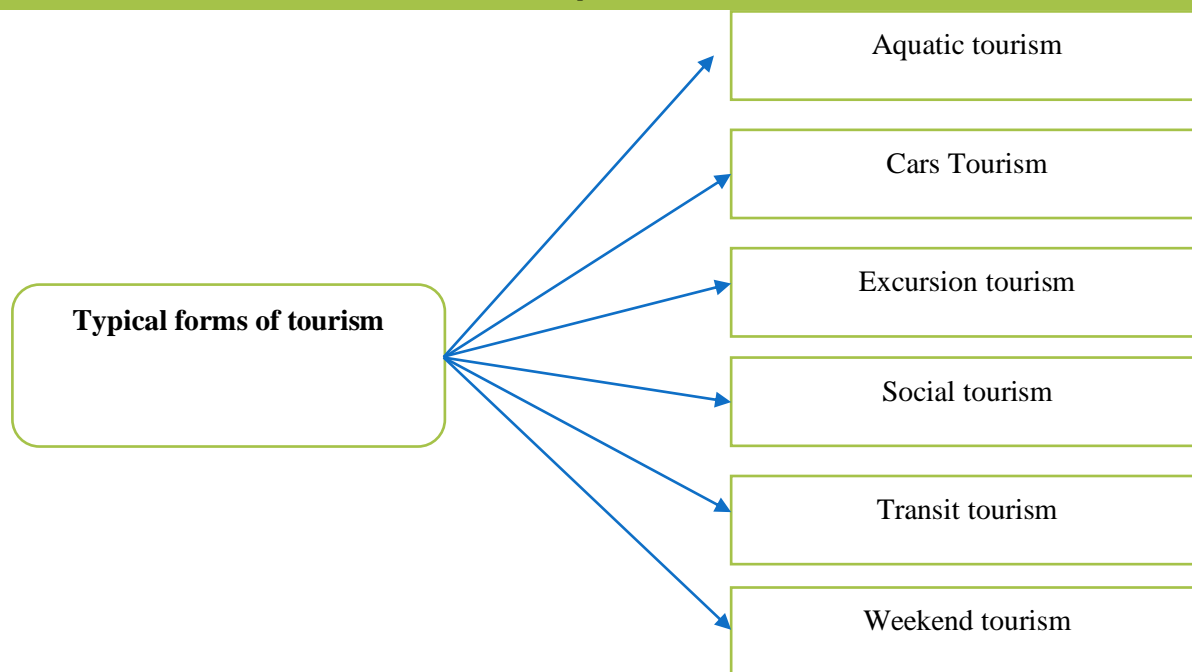 Typical forms of tourism
Aquatic tourism
Cars Tourism
Excursion tourism
Social tourism
Transit tourism
Weekend tourism